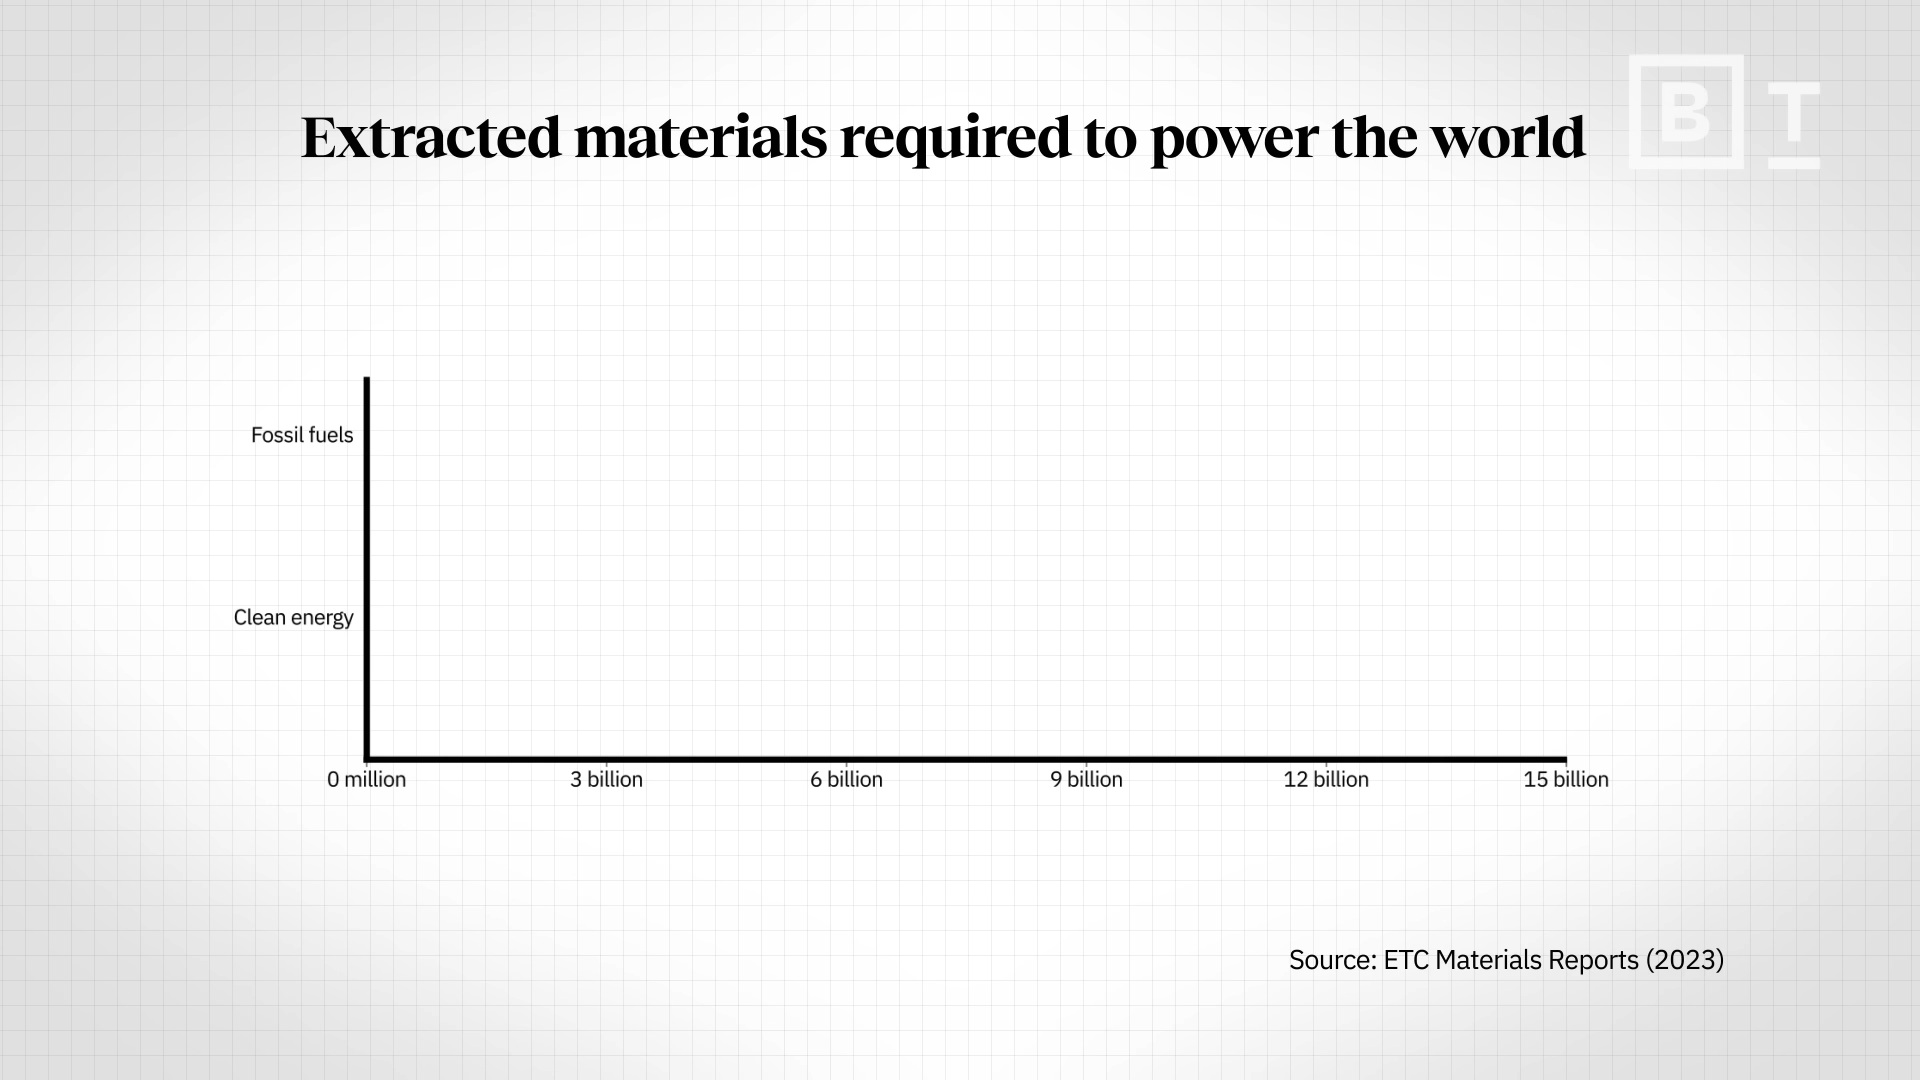 Extracted materials required to power the world
B T
Fossil fuels
Clean energy
0 million
3 billion
6 billion
9 billion
12 billion
15 billion
Source: ETC Materials Reports (2023)